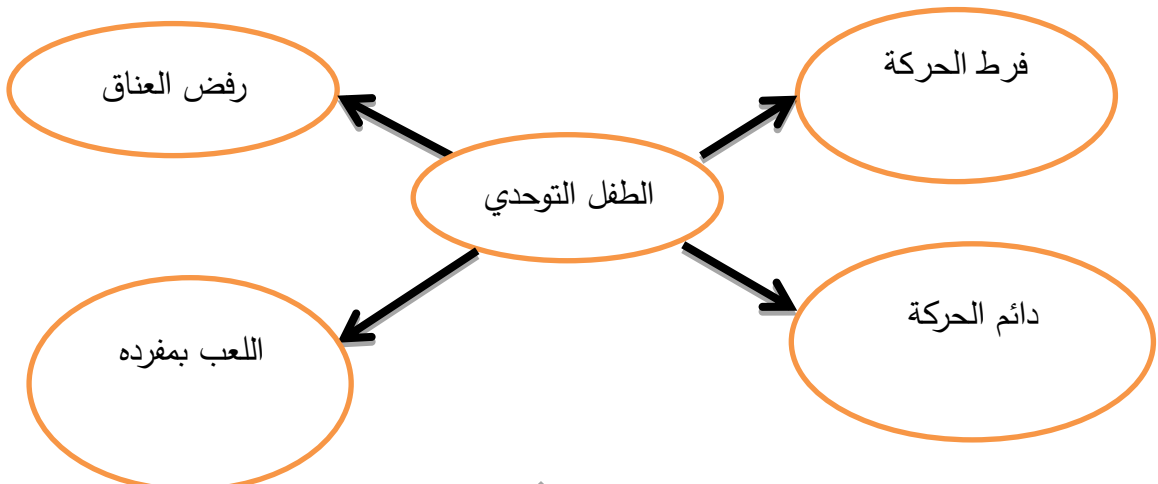 فرط الحركة
رفض العناق
الطفل التوحدي
دائم الحركة
اللعب بمفرده